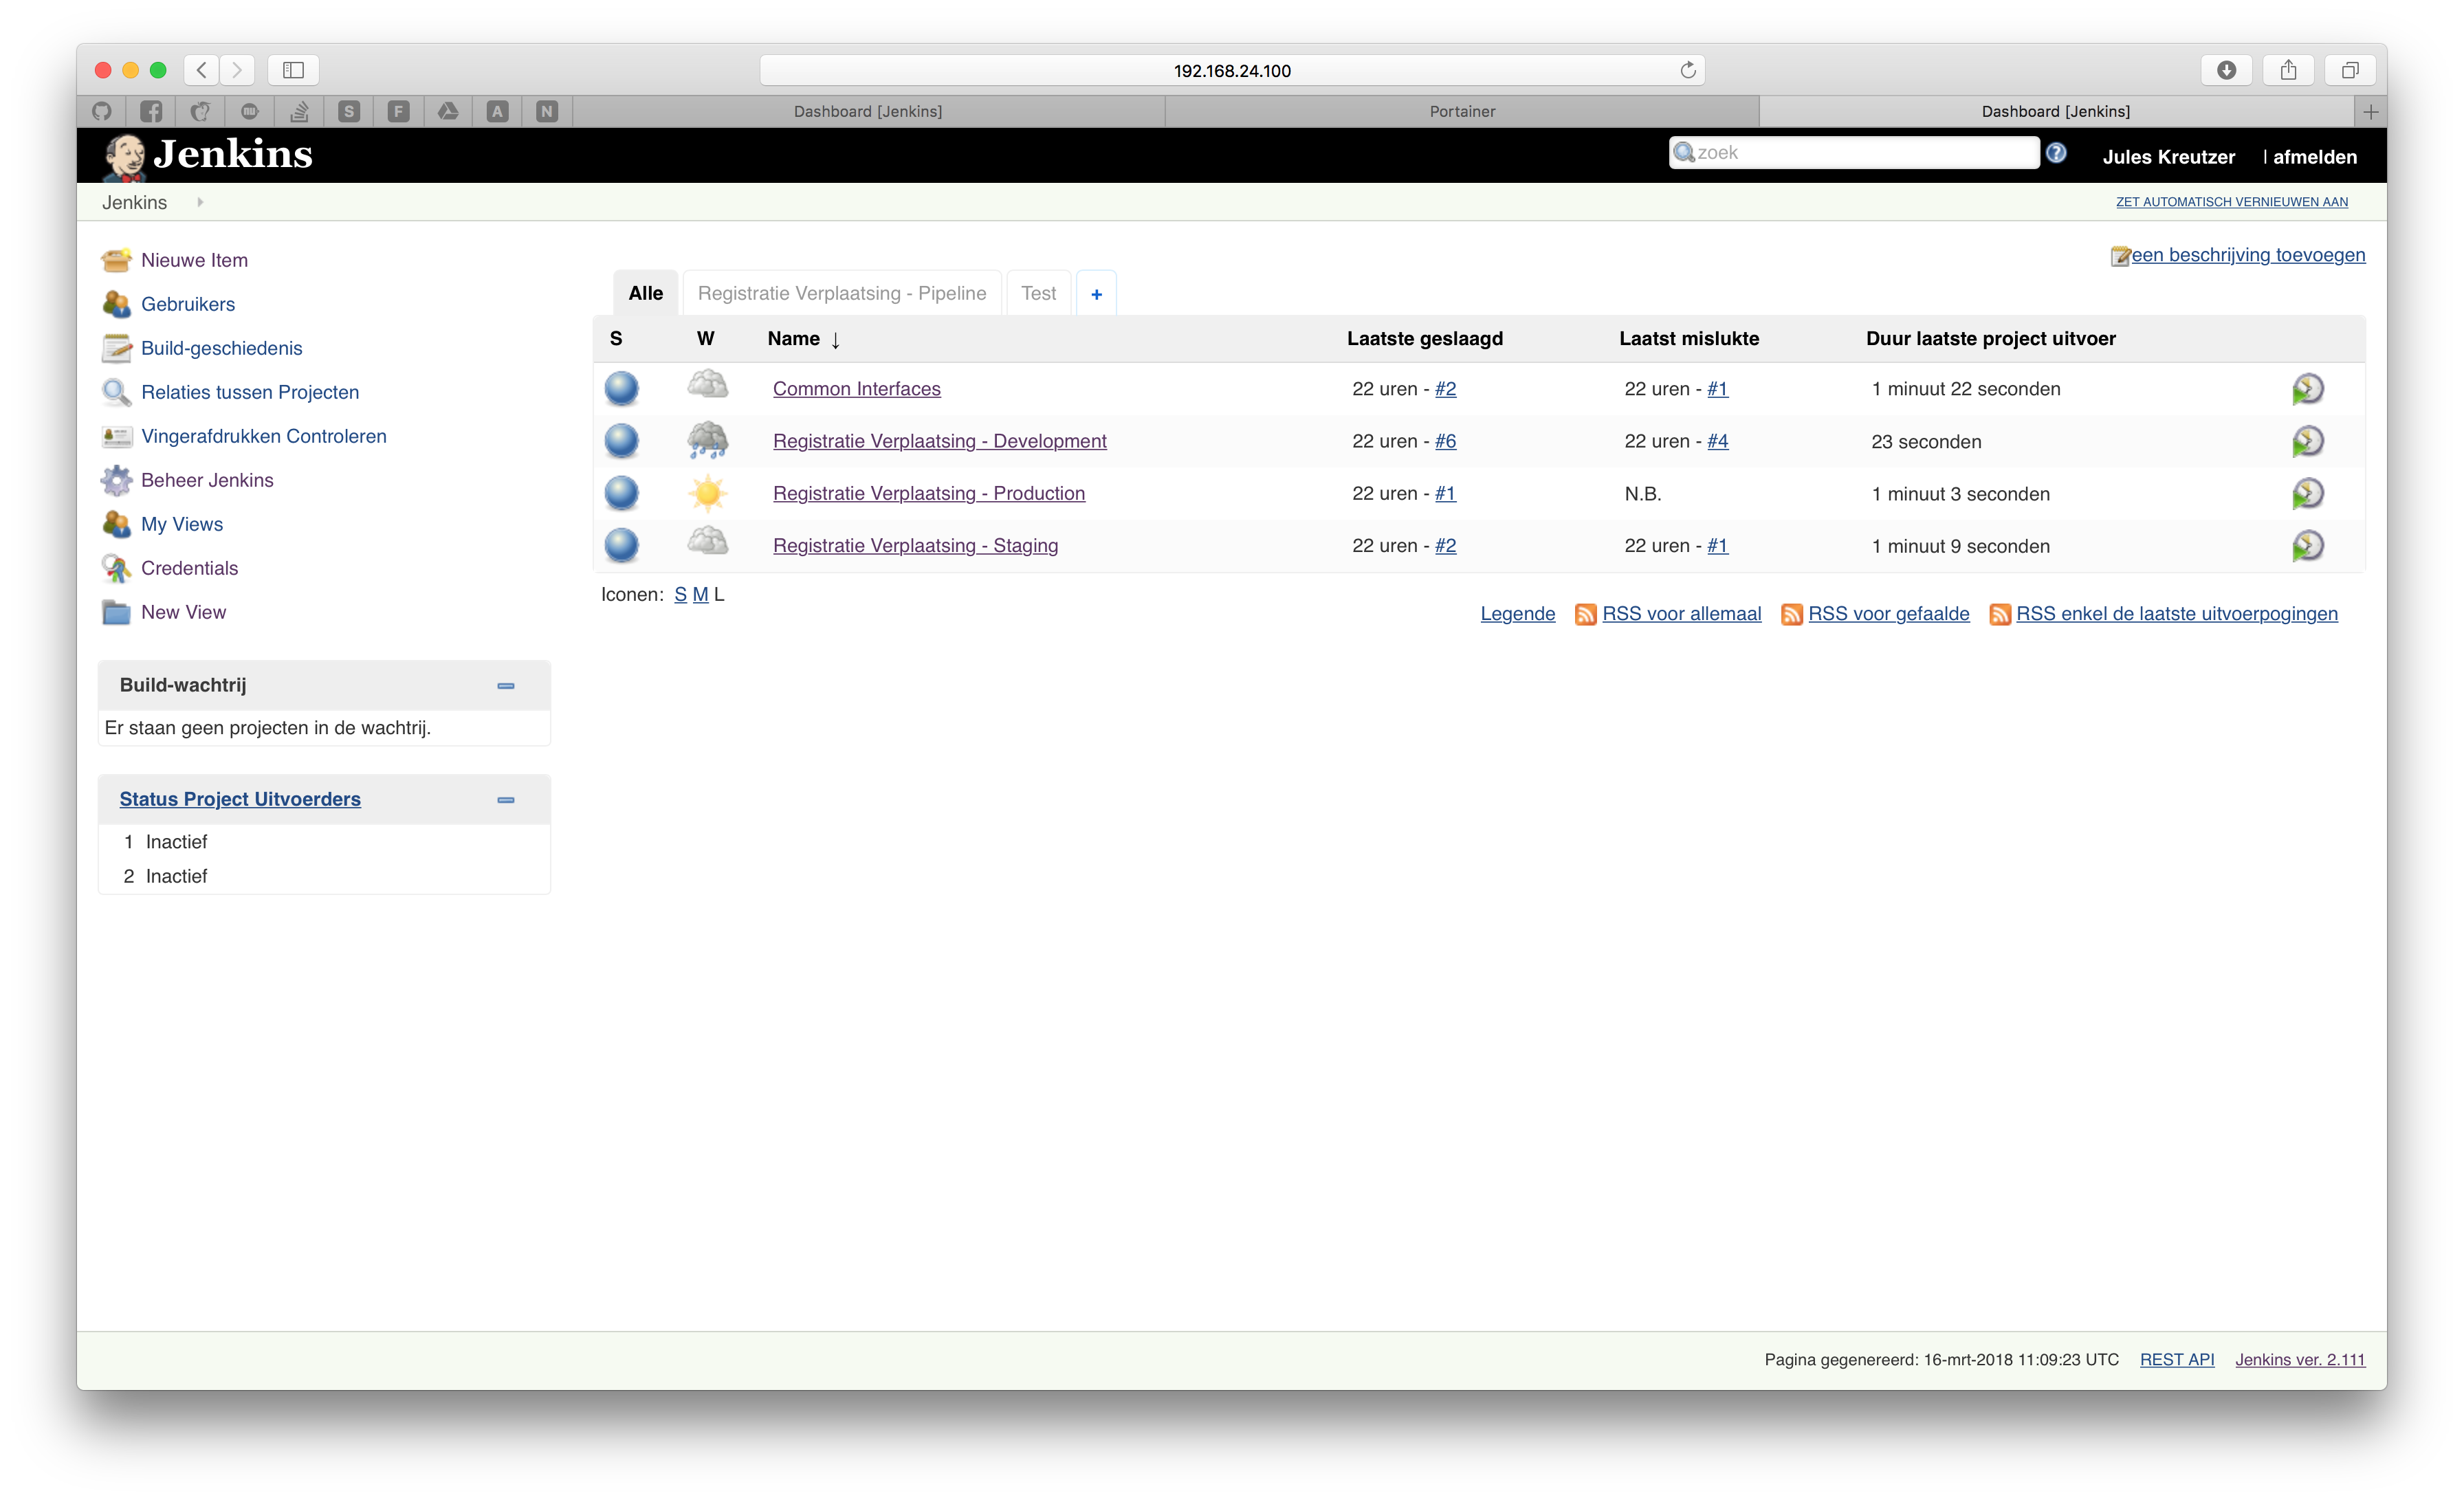 192.168.24.100
S F A N Dashboard [Jenkins] Portainer Dashboard [Jenkins] +
Jenkins zoek ? Jules Kreutzer | afmelden
Jenkins ZET AUTOMATISCH VERNIEUWEN AAN
een beschrijving toevoegen
Nieuwe Item
Gebruikers
Build-geschiedenis
Relaties tussen Projecten
Vingerafdrukken Controleren
Beheer Jenkins
My Views
Credentials
New View
Build-wachtrij
Er staan geen projecten in de wachtrij.
Status Project Uitvoerders
1 Inactief
2 Inactief
Alle Registratie Verplaatsing - Pipeline Test +
S W Name ↓ Laatste geslaagd Laatst mislukte Duur laatste project uitvoer
Common Interfaces 22 uren - #2 22 uren - #1 1 minuut 22 seconden
Registratie Verplaatsing - Development 22 uren - #6 22 uren - #4 23 seconden
Registratie Verplaatsing - Production 22 uren - #1 N.B. 1 minuut 3 seconden
Registratie Verplaatsing - Staging 22 uren - #2 22 uren - #1 1 minuut 9 seconden
Iconen: S M L
Legende RSS voor allemaal RSS voor gefaalde RSS enkel de laatste uitvoerpogingen
Pagina gegenereerd: 16-mrt-2018 11:09:23 UTC REST API Jenkins ver. 2.111